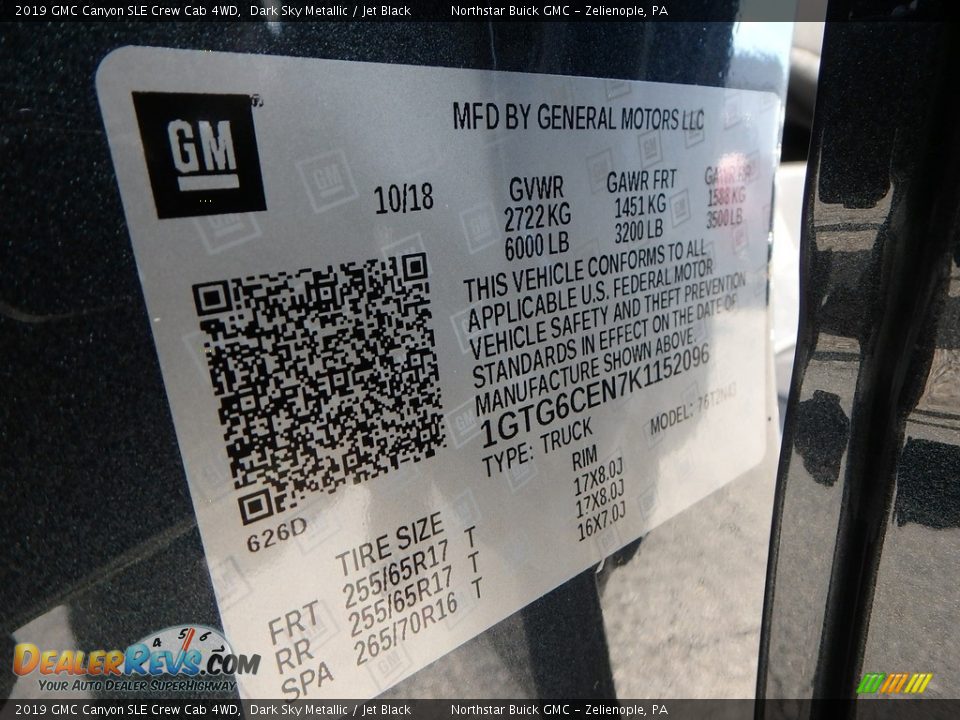 2019 GMC Canyon SLE Crew Cab 4WD, Dark Sky Metallic / Jet Black Northstar Buick GMC - Zelienople, PA
GM
MFD BY GENERAL MOTORS LLC
10/18
GVWR GAWR FRT GAWR RR
2722 KG 1451 KG 1588 KG
6000 LB 3200 LB 3500 LB
THIS VEHICLE CONFORMS TO ALL
APPLICABLE U.S. FEDERAL MOTOR
VEHICLE SAFETY AND THEFT PREVENTION
STANDARDS IN EFFECT ON THE DATE OF
MANUFACTURE SHOWN ABOVE.
1GTG6CEN7K1152096
TYPE: TRUCK MODEL:
626D
TIRE SIZE RIM
FRT 255/65R17 T 17X8.0J
RR 255/65R17 T 17X8.0J
SPA 265/70R16 T 16X7.0J
DEALERREVS.COM
YOUR AUTO DEALER SUPERHIGHWAY
4 5 6
2019 GMC Canyon SLE Crew Cab 4WD, Dark Sky Metallic / Jet Black Northstar Buick GMC - Zelienople, PA